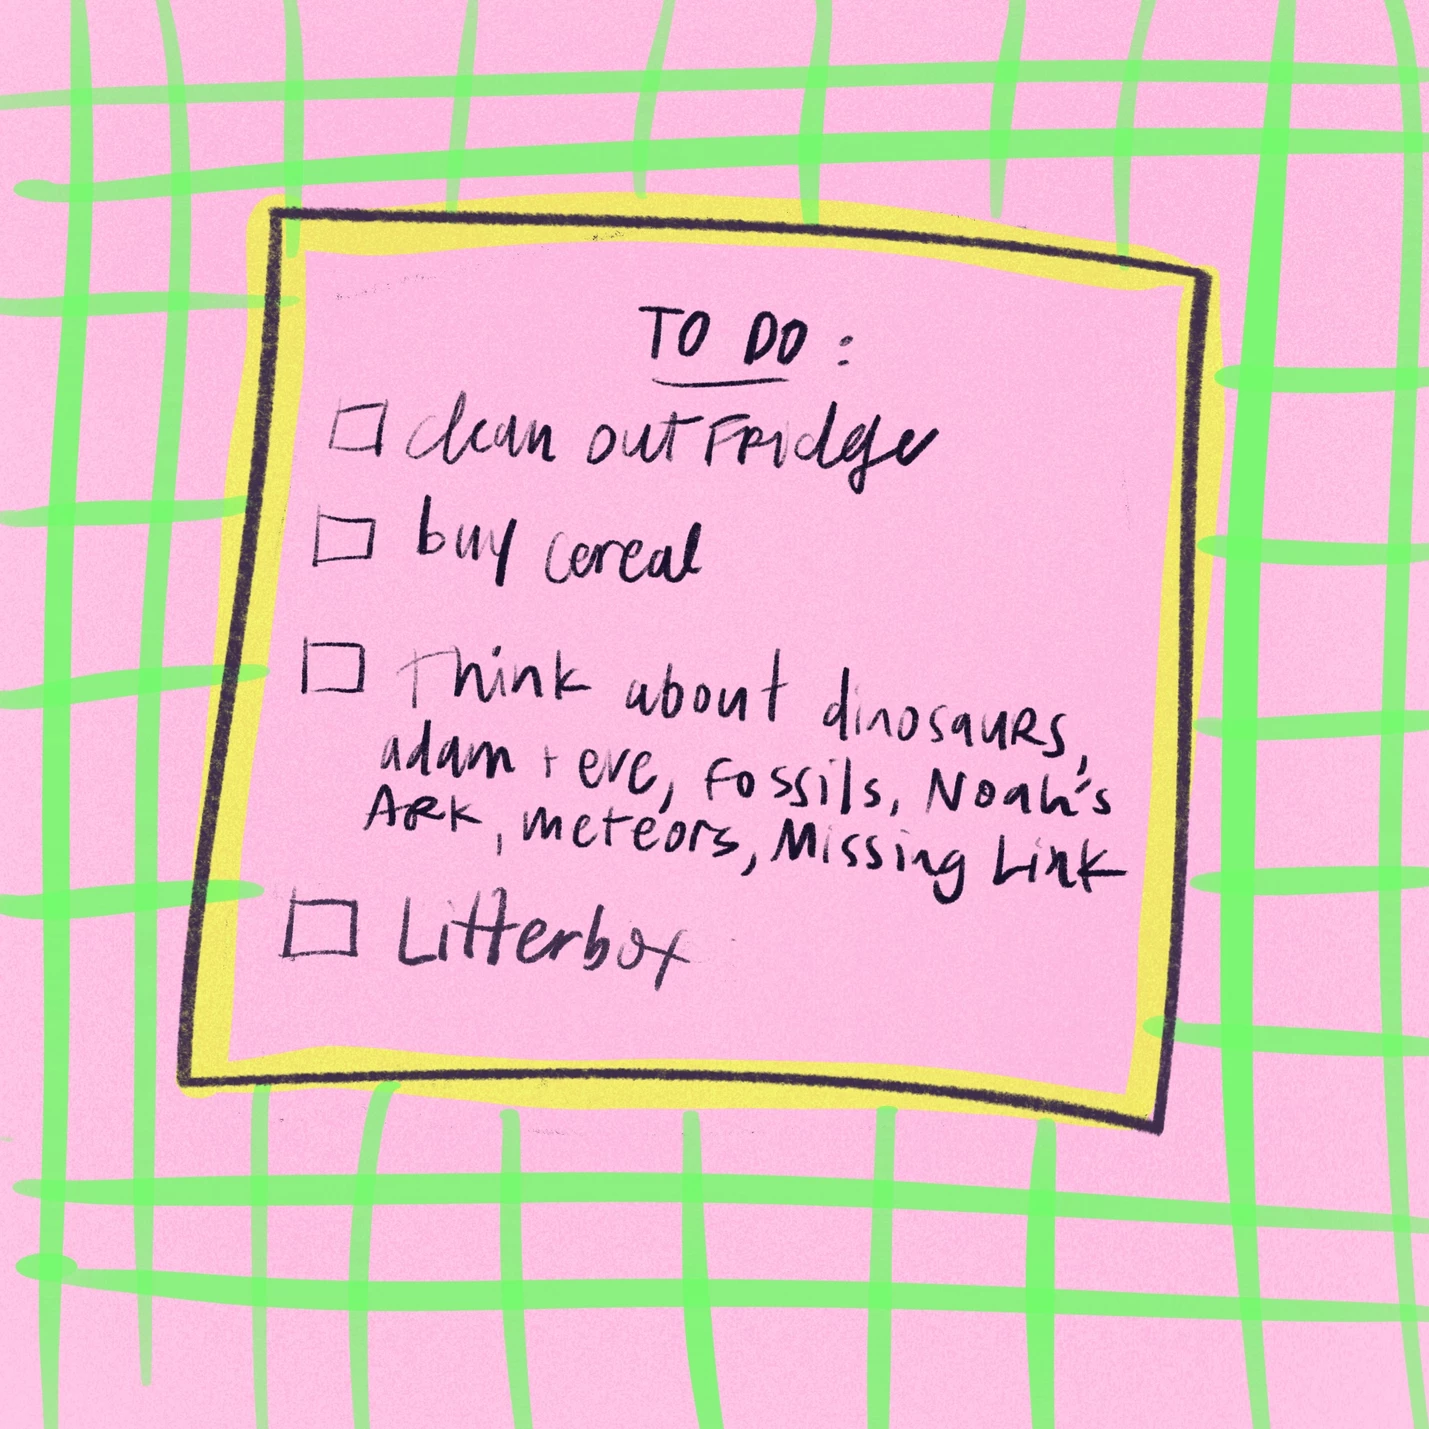 TO DO:
clean out fridge
buy cereal
Think about dinosaurs,
adam + eve, fossils, Noah's
Ark, meteors, Missing Link
Litterbox